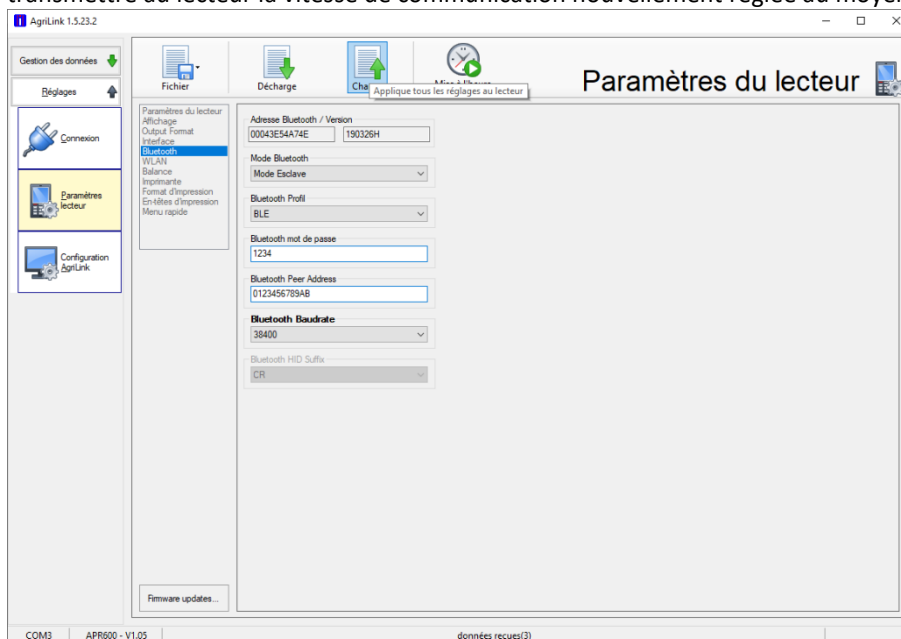 transmettre au lecteur la vitesse de communication nouvellement réglée au moyen
AgriLink 1.5.23.2
Gestion des données
Réglages
Connexion
Paramètres
lecteur
Configuration
AgriLink
Fichier
Décharge
Applique tous les réglages au lecteur
Paramètres du lecteur
Paramètres du lecteur
Affichage
Output Format
Interface
Bluetooth
WLAN
Balance
Imprimante
Format d'impression
En-têtes d'impression
Menu rapide
Firmware updates...
Adresse Bluetooth / Version
00043E54A74E 190326H
Mode Bluetooth
Mode Esclave
Bluetooth Profil
BLE
Bluetooth mot de passe
1234
Bluetooth Peer Address
0123456789AB
Bluetooth Baudrate
38400
Bluetooth HID Suffix
CR
COM3 APR600 - V1.05 données reçues(3)